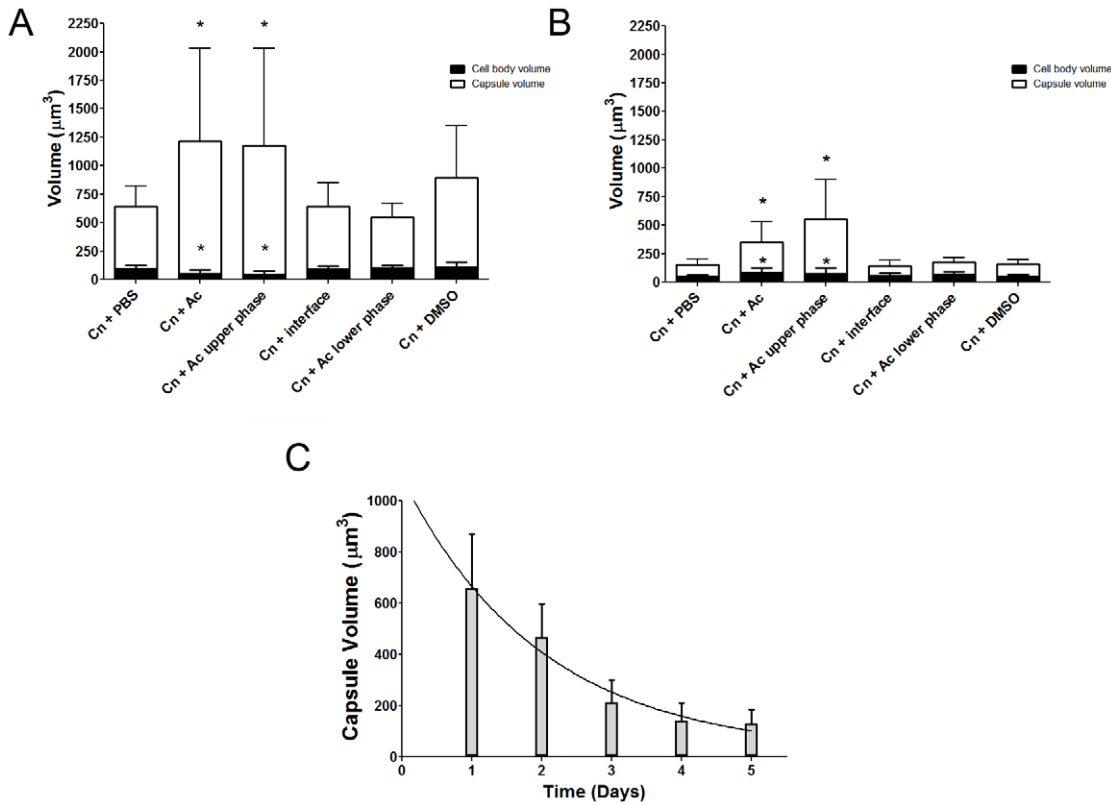 A
2250
2000
1750
1500
1250
1000
750
500
250
0
Volume (μm³)
* *
* *
Cell body volume
Capsule volume
Cn + PBS
Cn + Ac
Cn + Ac upper phase
Cn + interface
Cn + Ac lower phase
Cn + DMSO
B
2250
2000
1750
1500
1250
1000
750
500
250
0
Volume (μm³)
*
*
* *
Cell body volume
Capsule volume
Cn + PBS
Cn + Ac
Cn + Ac upper phase
Cn + interface
Cn + Ac lower phase
Cn + DMSO
C
1000
800
600
400
200
0
Capsule Volume (μm³)
0 1 2 3 4 5
Time (Days)